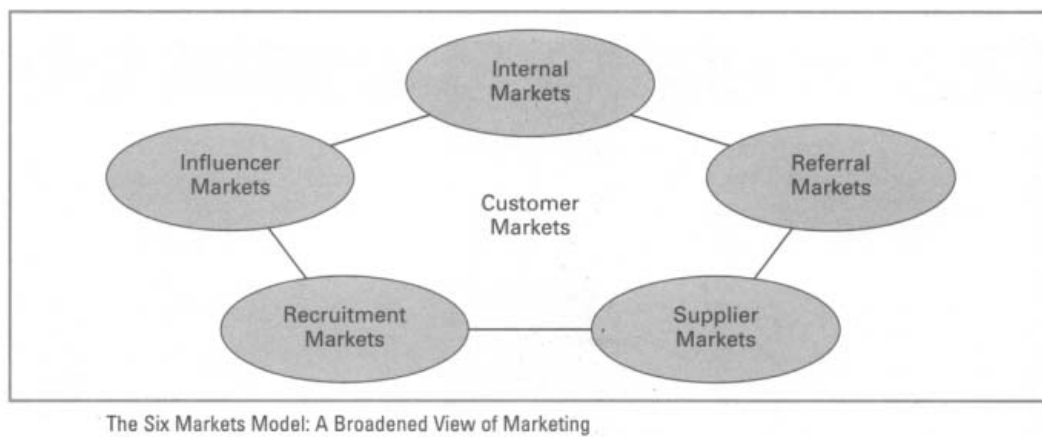 Internal
Markets
Influencer
Markets
Referral
Markets
Customer
Markets
Recruitment
Markets
Supplier
Markets
The Six Markets Model: A Broadened View of Marketing